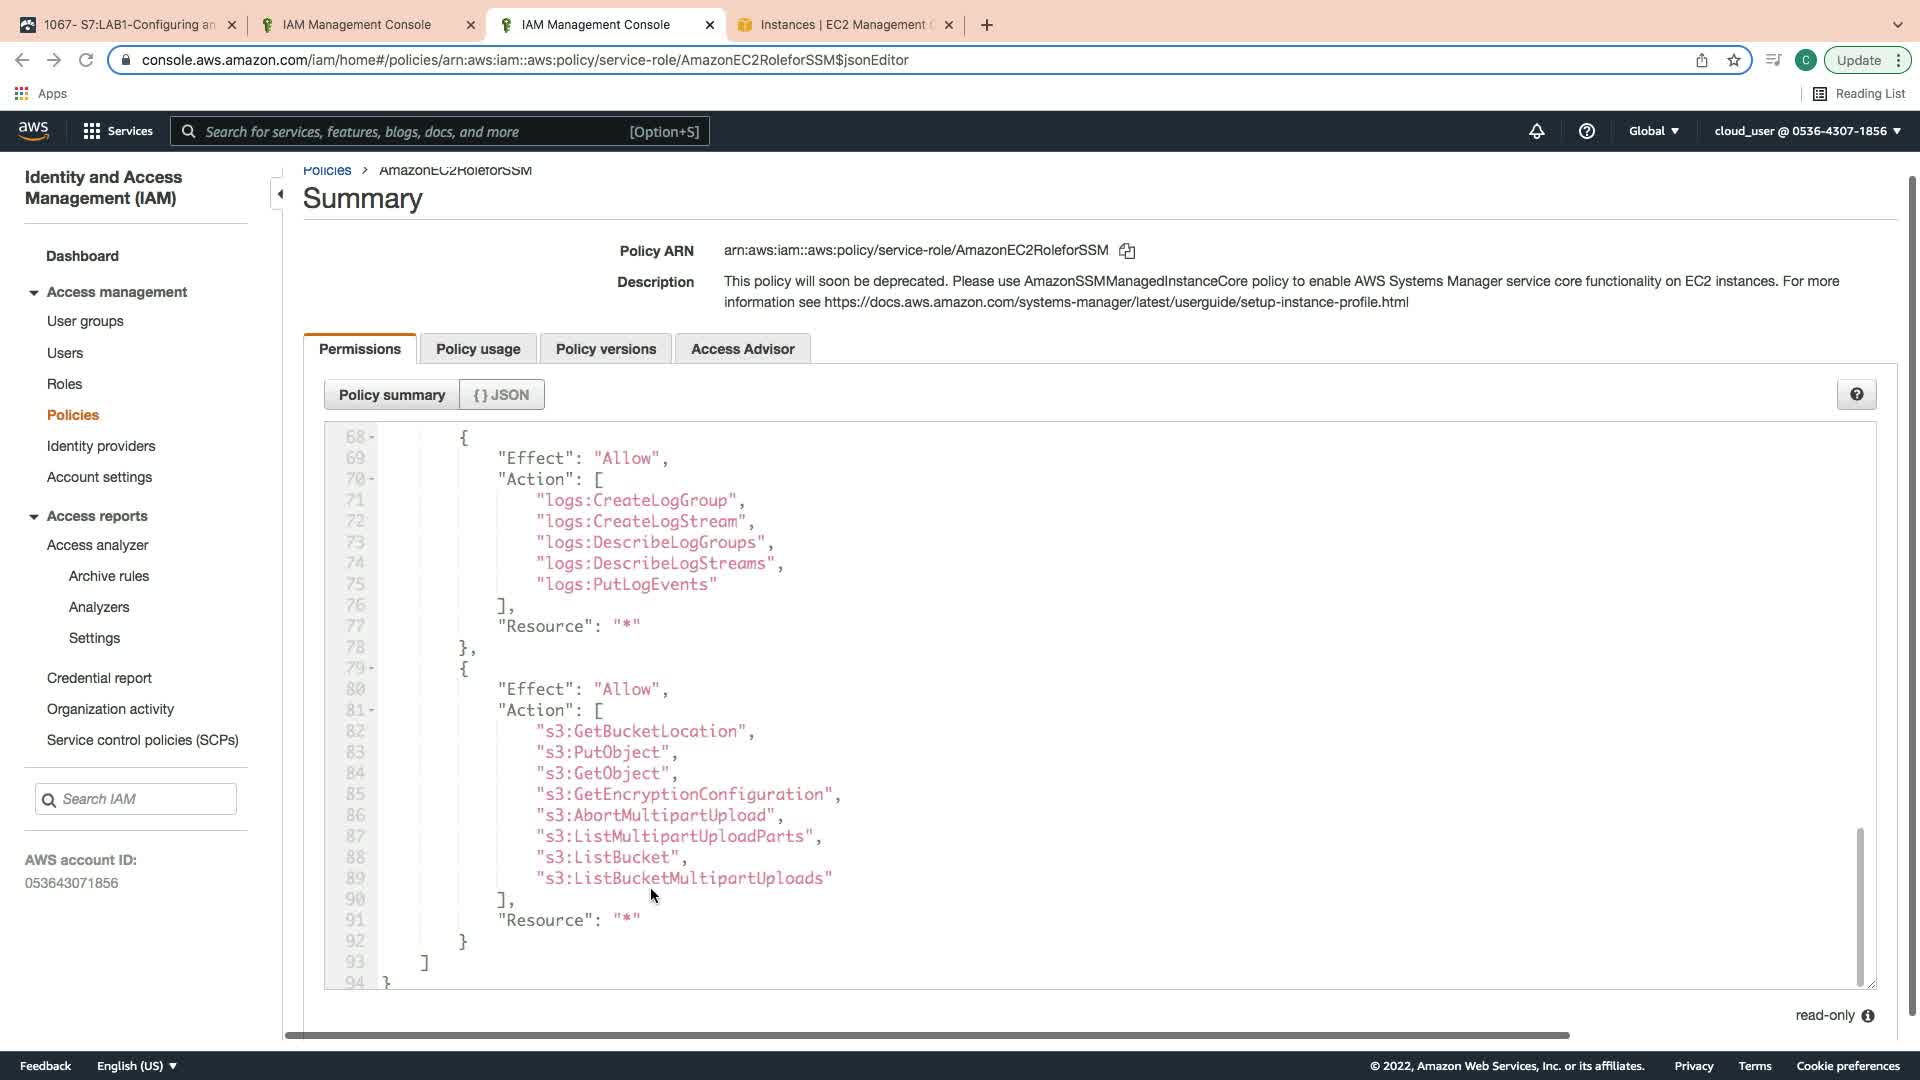 1067- S7:LAB1-Configuring an
IAM Management Console
IAM Management Console
Instances | EC2 Management C
console.aws.amazon.com/iam/home#/policies/arn:aws:iam::aws:policy/service-role/AmazonEC2RoleforSSM$jsonEditor
C
Update
Apps
Reading List
aws
Services
Search for services, features, blogs, docs, and more
[Option+S]
Global
cloud_user @ 0536-4307-1856
Identity and Access
Management (IAM)
Dashboard
Access management
User groups
Users
Roles
Policies
Identity providers
Account settings
Access reports
Access analyzer
Archive rules
Analyzers
Settings
Credential report
Organization activity
Service control policies (SCPs)
Search IAM
AWS account ID:
053643071856
Policies > AmazonEC2RoleforSSM
Summary
Policy ARN arn:aws:iam::aws:policy/service-role/AmazonEC2RoleforSSM
Description This policy will soon be deprecated. Please use AmazonSSMManagedInstanceCore policy to enable AWS Systems Manager service core functionality on EC2 instances. For more
information see https://docs.aws.amazon.com/systems-manager/latest/userguide/setup-instance-profile.html
Permissions
Policy usage
Policy versions
Access Advisor
Policy summary
{ } JSON
68 {
69 "Effect": "Allow",
70 "Action": [
71 "logs:CreateLogGroup",
72 "logs:CreateLogStream",
73 "logs:DescribeLogGroups",
74 "logs:DescribeLogStreams",
75 "logs:PutLogEvents"
76 ],
77 "Resource": "*"
78 },
79 {
80 "Effect": "Allow",
81 "Action": [
82 "s3:GetBucketLocation",
83 "s3:PutObject",
84 "s3:GetObject",
85 "s3:GetEncryptionConfiguration",
86 "s3:AbortMultipartUpload",
87 "s3:ListMultipartUploadParts",
88 "s3:ListBucket",
89 "s3:ListBucketMultipartUploads"
90 ],
91 "Resource": "*"
92 }
93 ]
94 }
read-only
Feedback
English (US)
© 2022, Amazon Web Services, Inc. or its affiliates.
Privacy
Terms
Cookie preferences